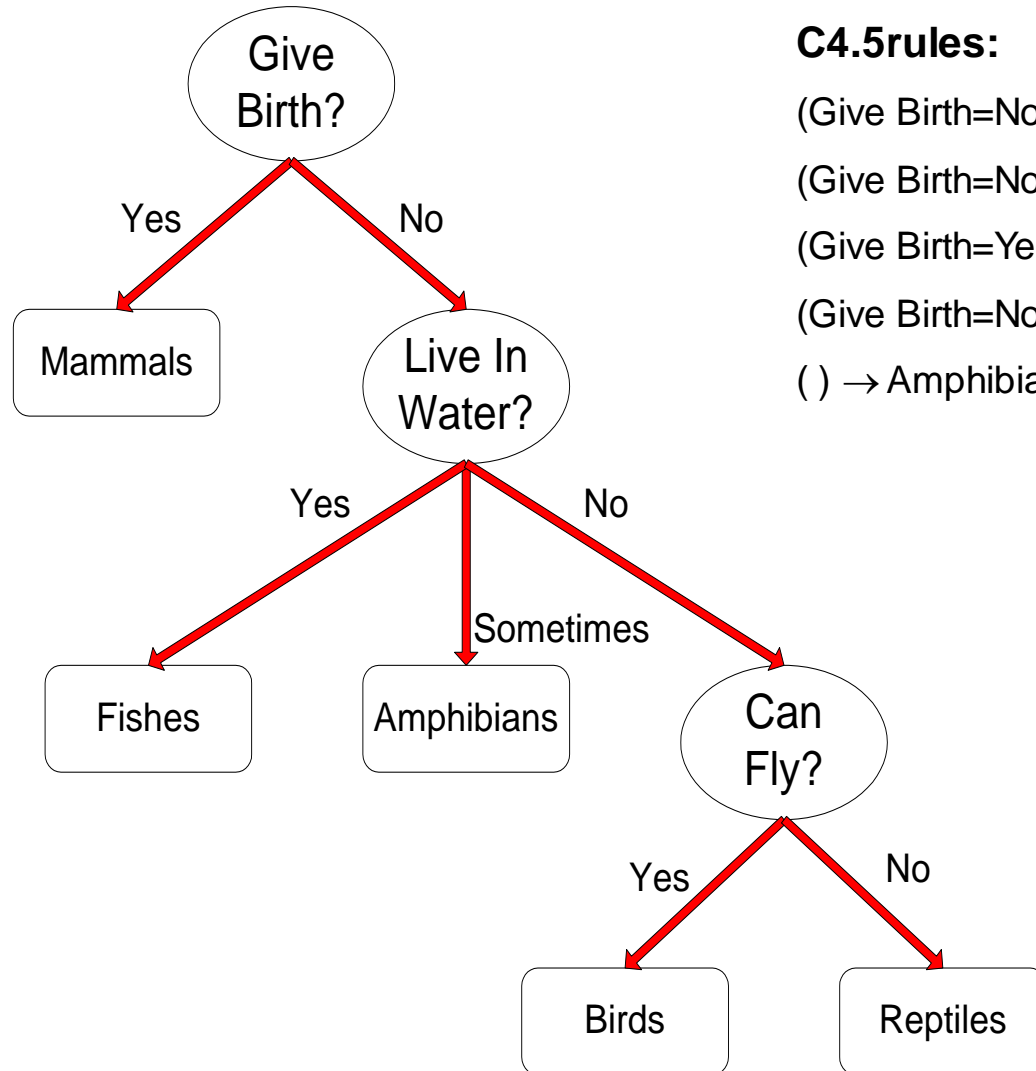 Give
Birth?
Yes
No
Mammals
Live In
Water?
Yes
Sometimes
No
Fishes
Amphibians
Can
Fly?
Yes
No
Birds
Reptiles
C4.5rules:
(Give Birth=No
(Give Birth=No
(Give Birth=Ye
(Give Birth=No
( ) → Amphibia